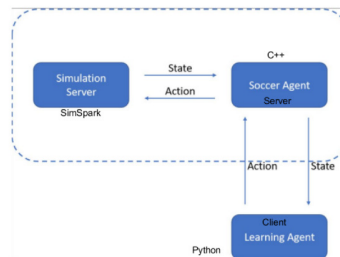 C++
State
Simulation
Server
Soccer Agent
Server
Action
SimSpark
Action
State
Client
Learning Agent
Python